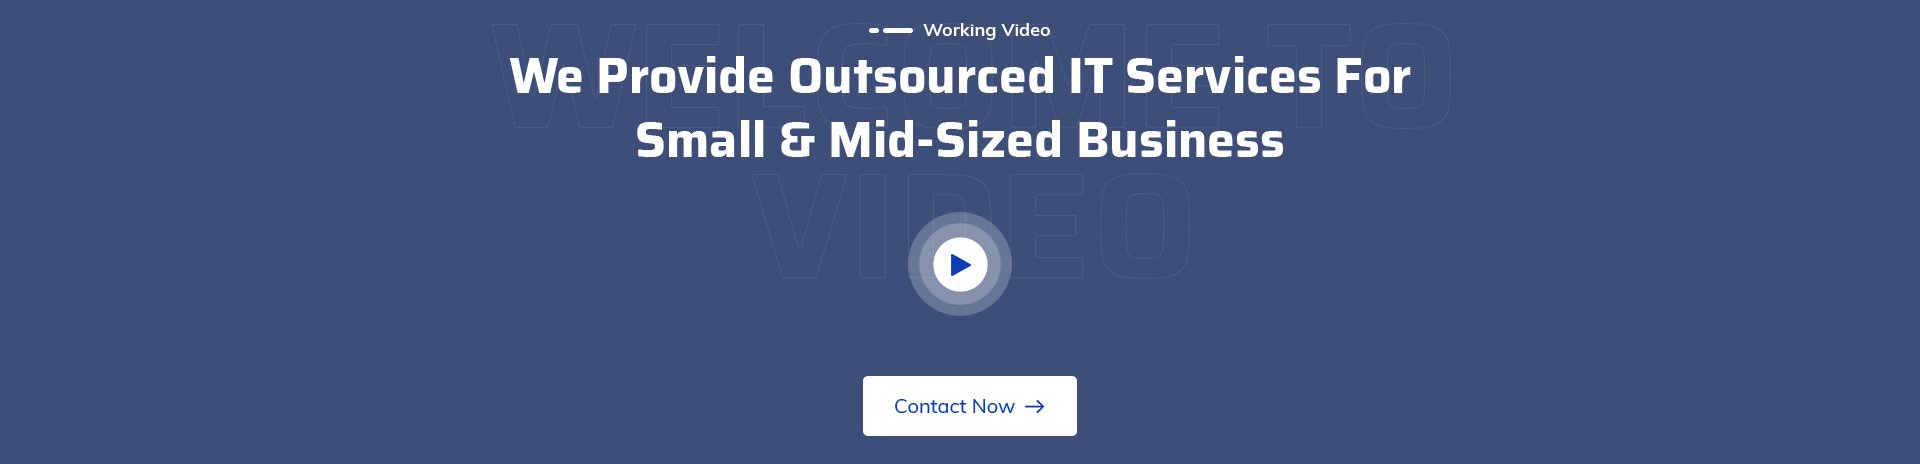 Working Video
WELCOME TO
We Provide Outsourced IT Services For
Small & Mid-Sized Business
VIDEO
Contact Now